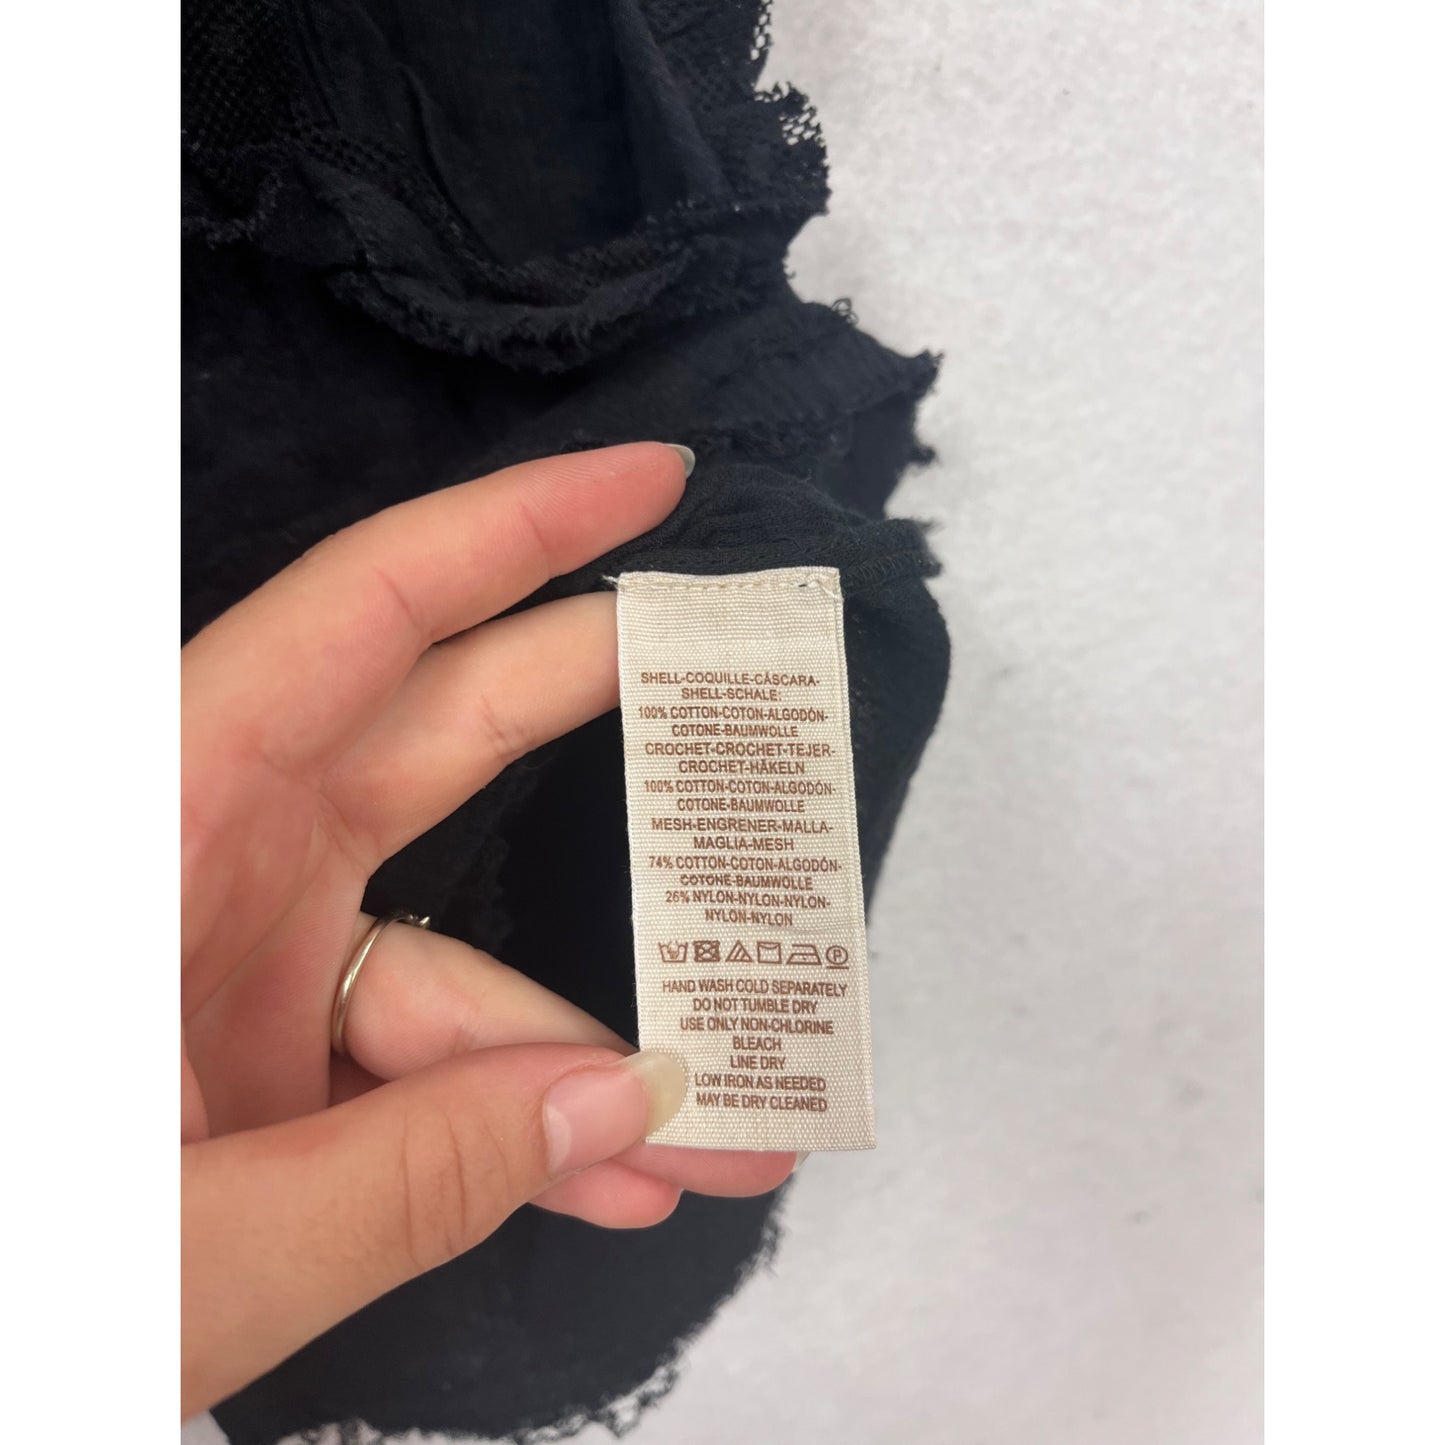 SHELL-COQUILLE-CÁSCARA-
SHELL-SCHALE:
100% COTTON-COTON-ALGODÓN-
COTONE-BAUMWOLLE
CROCHET-CROCHET-TEJER-
CROCHET-HÄKELN
100% COTTON-COTON-ALGODÓN-
COTONE-BAUMWOLLE
MESH-ENGRENER-MALLA-
MAGLIA-MESH
74% COTTON-COTON-ALGODÓN-
COTONE-BAUMWOLLE
26% NYLON-NYLON-NYLON-
NYLON-NYLON
P
HAND WASH COLD SEPARATELY
DO NOT TUMBLE DRY
USE ONLY NON-CHLORINE
BLEACH
LINE DRY
LOW IRON AS NEEDED
MAY BE DRY CLEANED